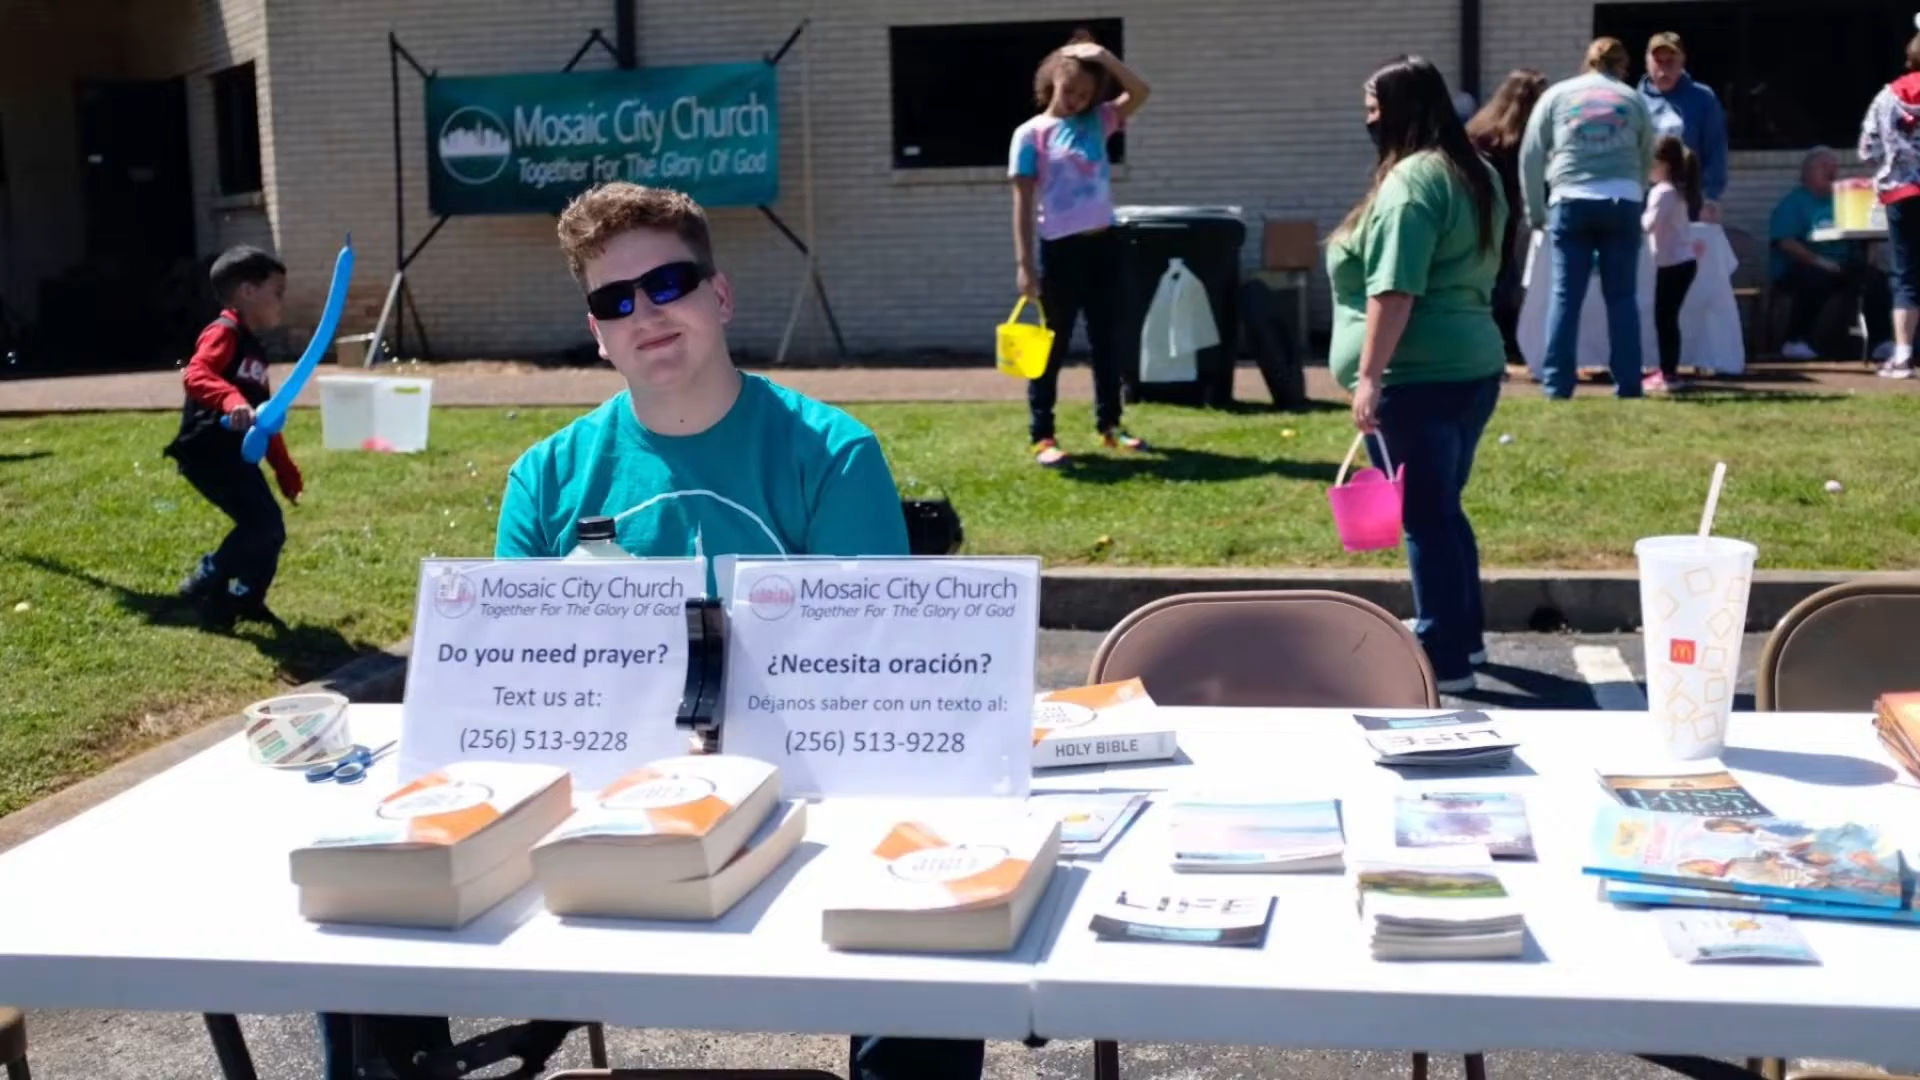 Mosaic City Church
Together For The Glory Of God
Mosaic City Church
Together For The Glory Of God
Do you need prayer?
Text us at:
(256) 513-9228
Mosaic City Church
Together For The Glory Of God
¿Necesita oración?
Déjanos saber con un texto al:
(256) 513-9228
HOLY BIBLE